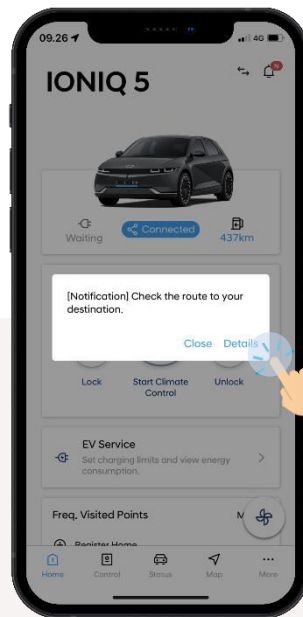 09.26
4G
IONIQ 5
N
Waiting
Connected
437km
[Notification] Check the route to your
destination.
Close Details
Lock
Start Climate
Control
Unlock
EV Service
Set charging limits and view energy
consumption.
Freq. Visited Points
M
Register Home
Home
Control
Status
Map
More